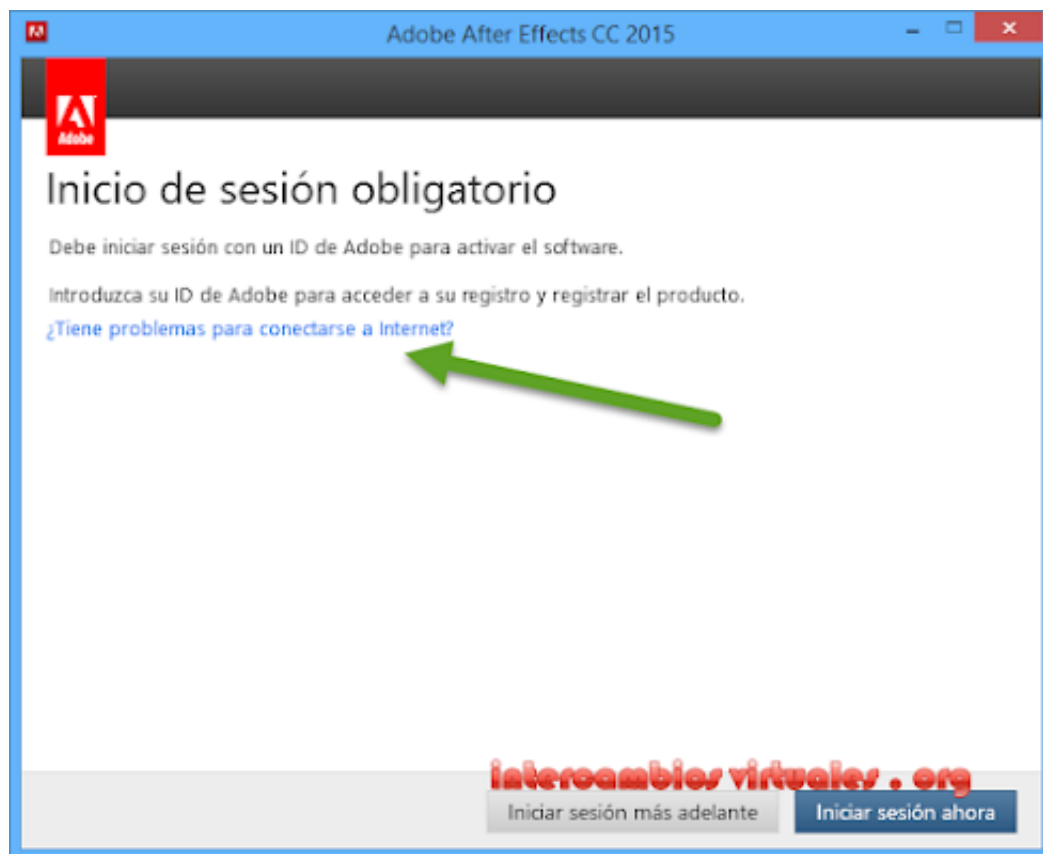 Adobe After Effects CC 2015
Adobe
Inicio de sesión obligatorio
Debe iniciar sesión con un ID de Adobe para activar el software.
Introduzca su ID de Adobe para acceder a su registro y registrar el producto.
¿Tiene problemas para conectarse a Internet?
intercambios virtuales . org
Iniciar sesión más adelante
Iniciar sesión ahora